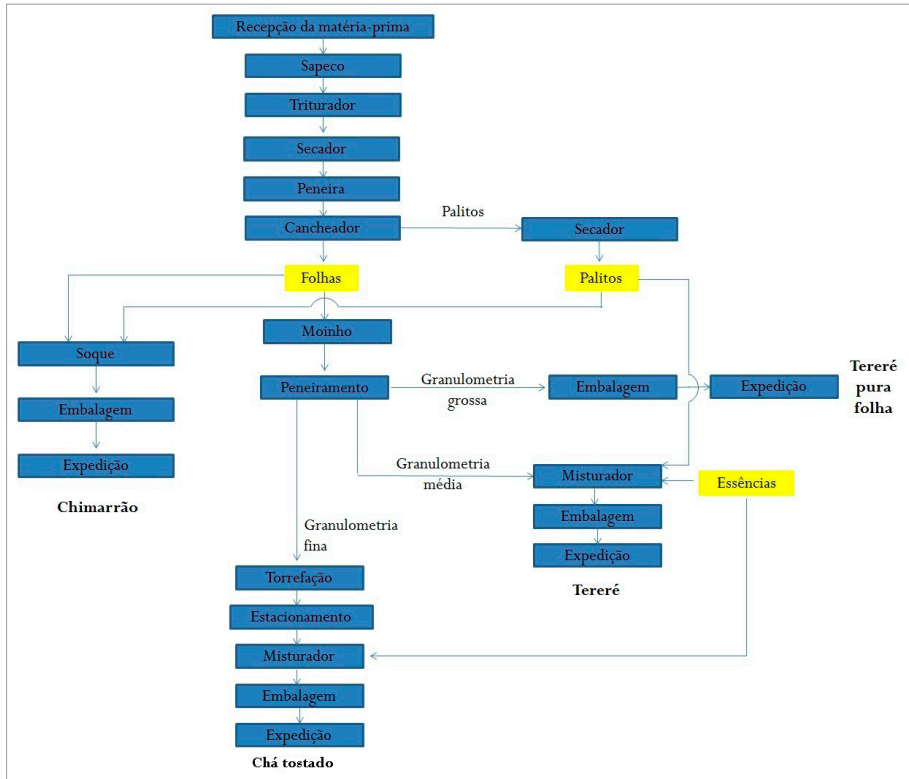 Recepção da matéria-prima
Sapeco
Triturador
Secador
Peneira
Cancheador
Palitos
Secador
Folhas
Palitos
Moinho
Soque
Peneiramento
Granulometria
grossa
Embalagem
Expedição
Tereré
pura
folha
Embalagem
Expedição
Chimarrão
Granulometria
média
Misturador
Essências
Embalagem
Expedição
Tereré
Granulometria
fina
Torrefação
Estacionamento
Misturador
Embalagem
Expedição
Chá tostado